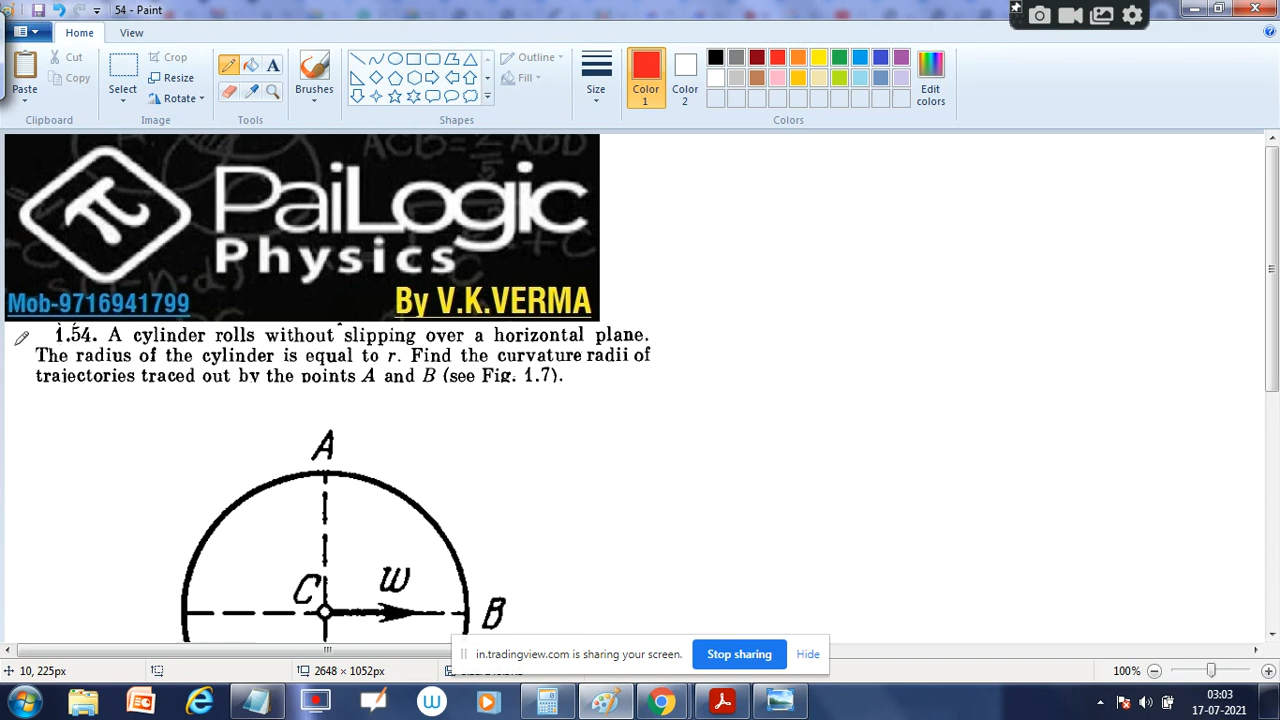 54 - Paint
Home
View
Paste
Cut
Copy
Clipboard
Select
Crop
Resize
Rotate
Image
A
Tools
Brushes
Outline
Fill
Shapes
Size
Color
1
Color
2
Edit
colors
Colors
π
PaiLogic
Physics
Mob-9716941799
By V.K.VERMA
1.54. A cylinder rolls without slipping over a horizontal plane.
The radius of the cylinder is equal to r. Find the curvature radii of
trajectories traced out by the points A and B (see Fig. 1.7).
A
C
w
B
in.tradingview.com is sharing your screen.
Stop sharing
Hide
10, 225px
2648 × 1052px
100%
03:03
17-07-2021